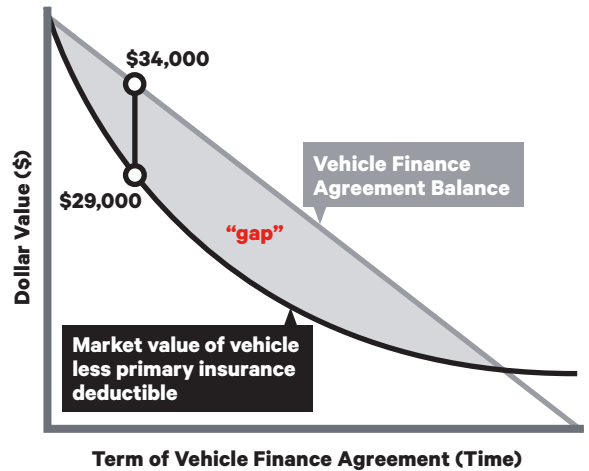 $34,000
Vehicle Finance
Agreement Balance
$29,000
“gap”
Dollar Value ($)
Market value of vehicle
less primary insurance
deductible
Term of Vehicle Finance Agreement (Time)